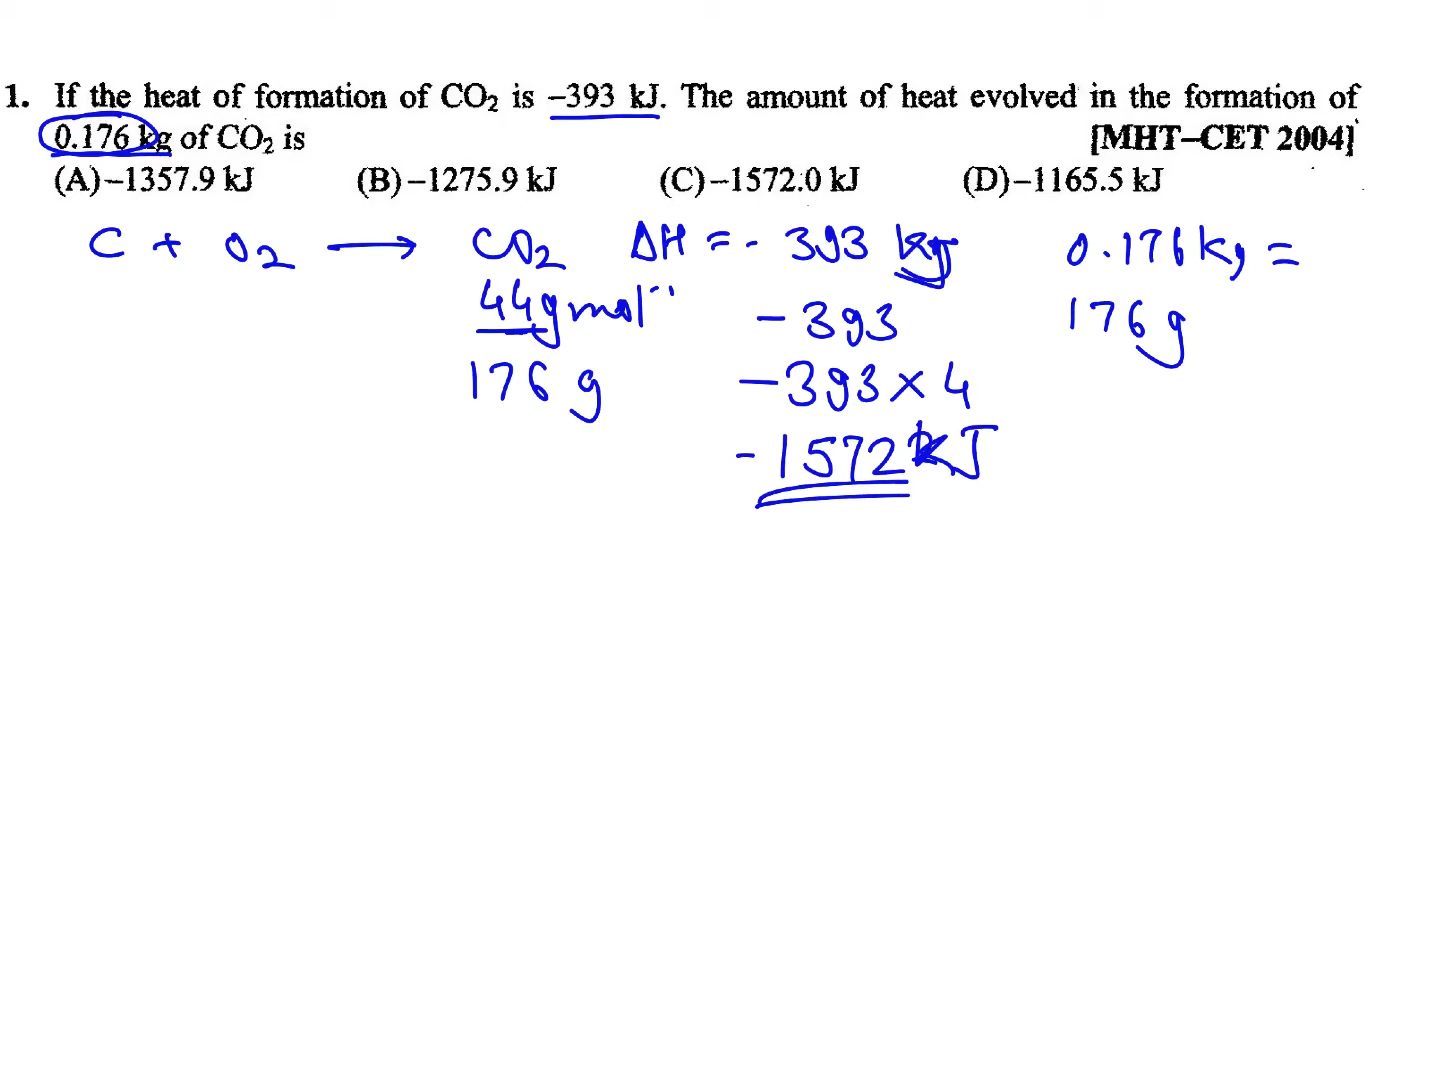 1. If the heat of formation of CO₂ is –393 kJ. The amount of heat evolved in the formation of
0.176 kg of CO₂ is [MHT–CET 2004]
(A) –1357.9 kJ (B) –1275.9 kJ (C) –1572.0 kJ (D) –1165.5 kJ
C + O₂ → CO₂ ΔH = - 393 kJ 0.176 kg =
44 g mol⁻¹ - 393 176 g
176 g - 393 × 4
- 1572 kJ